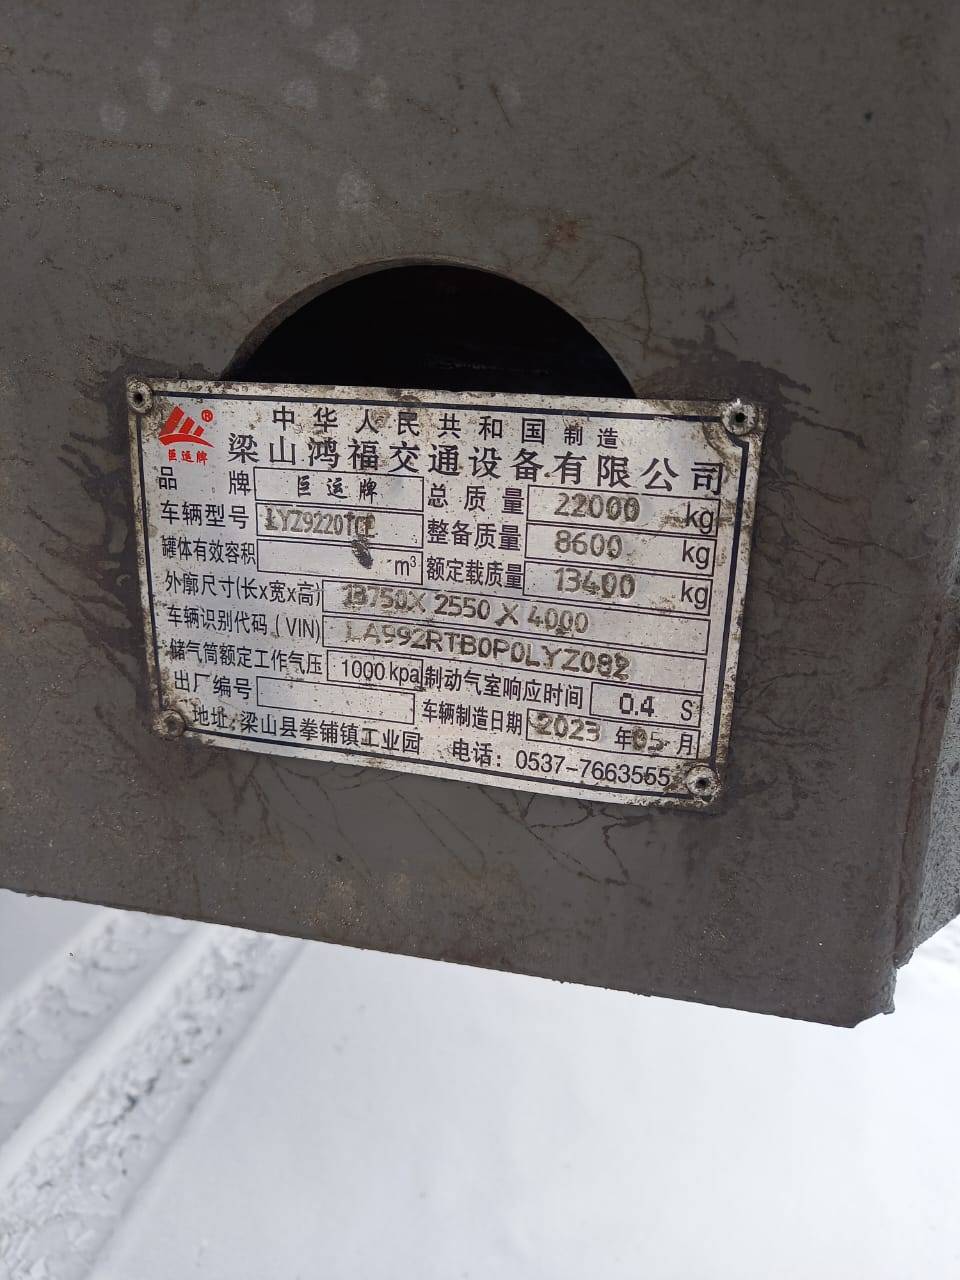 中华人民共和国制造
梁山鸿福交通设备有限公司
® 巨运牌
品牌 巨运牌 总质量 22000 kg
车辆型号 LYZ9220TCL 整备质量 8600 kg
罐体有效容积 m³ 额定载质量 13400 kg
外廓尺寸(长x宽x高) 13750X 2550 X 4000
车辆识别代码(VIN) LA992RTB0P0LYZ082
储气筒额定工作气压 1000 kpa 制动气室响应时间 0.4 S
出厂编号 车辆制造日期 2023 年 05 月
地址:梁山县拳铺镇工业园 电话: 0537-7663555